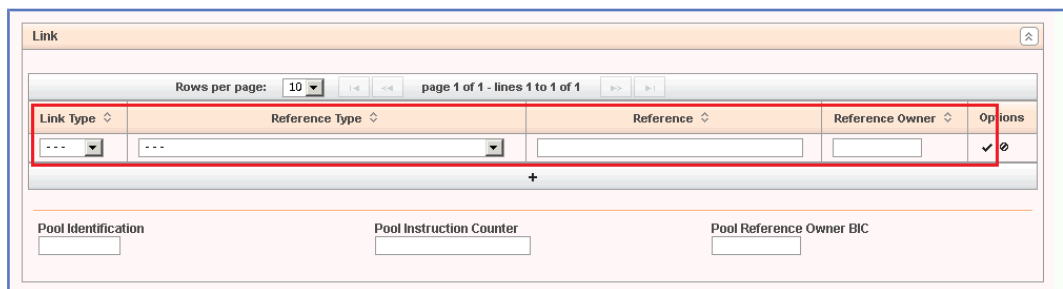 Link
Rows per page: 10 page 1 of 1 - lines 1 to 1 of 1
Link Type Reference Type Reference Reference Owner Options
--- ---
+
Pool Identification Pool Instruction Counter Pool Reference Owner BIC